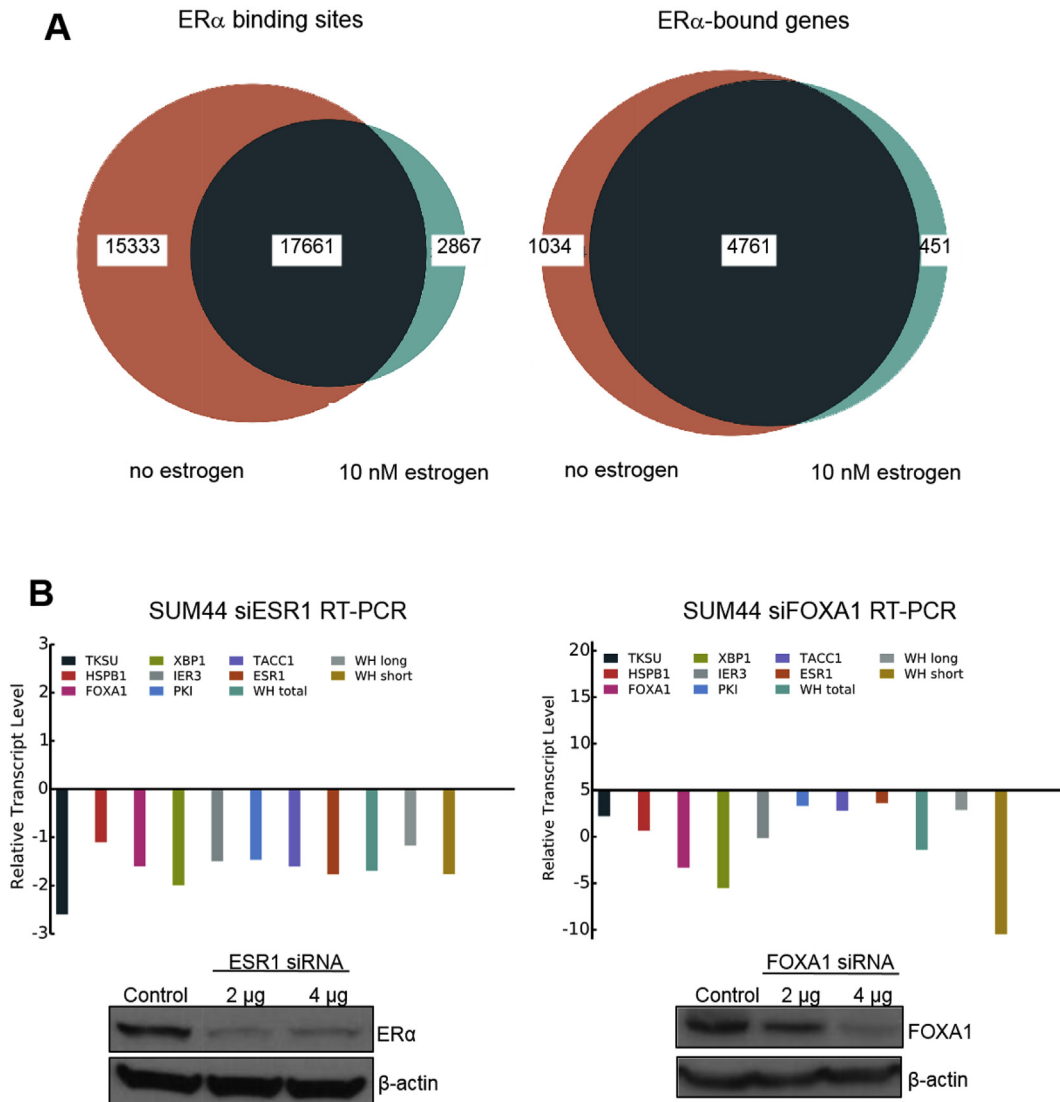 A
ERα binding sites
ERα-bound genes
15333
17661
2867
1034
4761
451
no estrogen
10 nM estrogen
no estrogen
10 nM estrogen
B
SUM44 siESR1 RT-PCR
Relative Transcript Level
3
2
1
0
-1
-2
-3
TKSU
HSPB1
FOXA1
XBP1
IER3
PKI
TACC1
ESR1
WH total
WH long
WH short
ESR1 siRNA
Control
2 µg
4 µg
ERα
β-actin
SUM44 siFOXA1 RT-PCR
Relative Transcript Level
20
15
10
5
0
-5
-10
TKSU
HSPB1
FOXA1
XBP1
IER3
PKI
TACC1
ESR1
WH total
WH long
WH short
FOXA1 siRNA
Control
2 µg
4 µg
FOXA1
β-actin